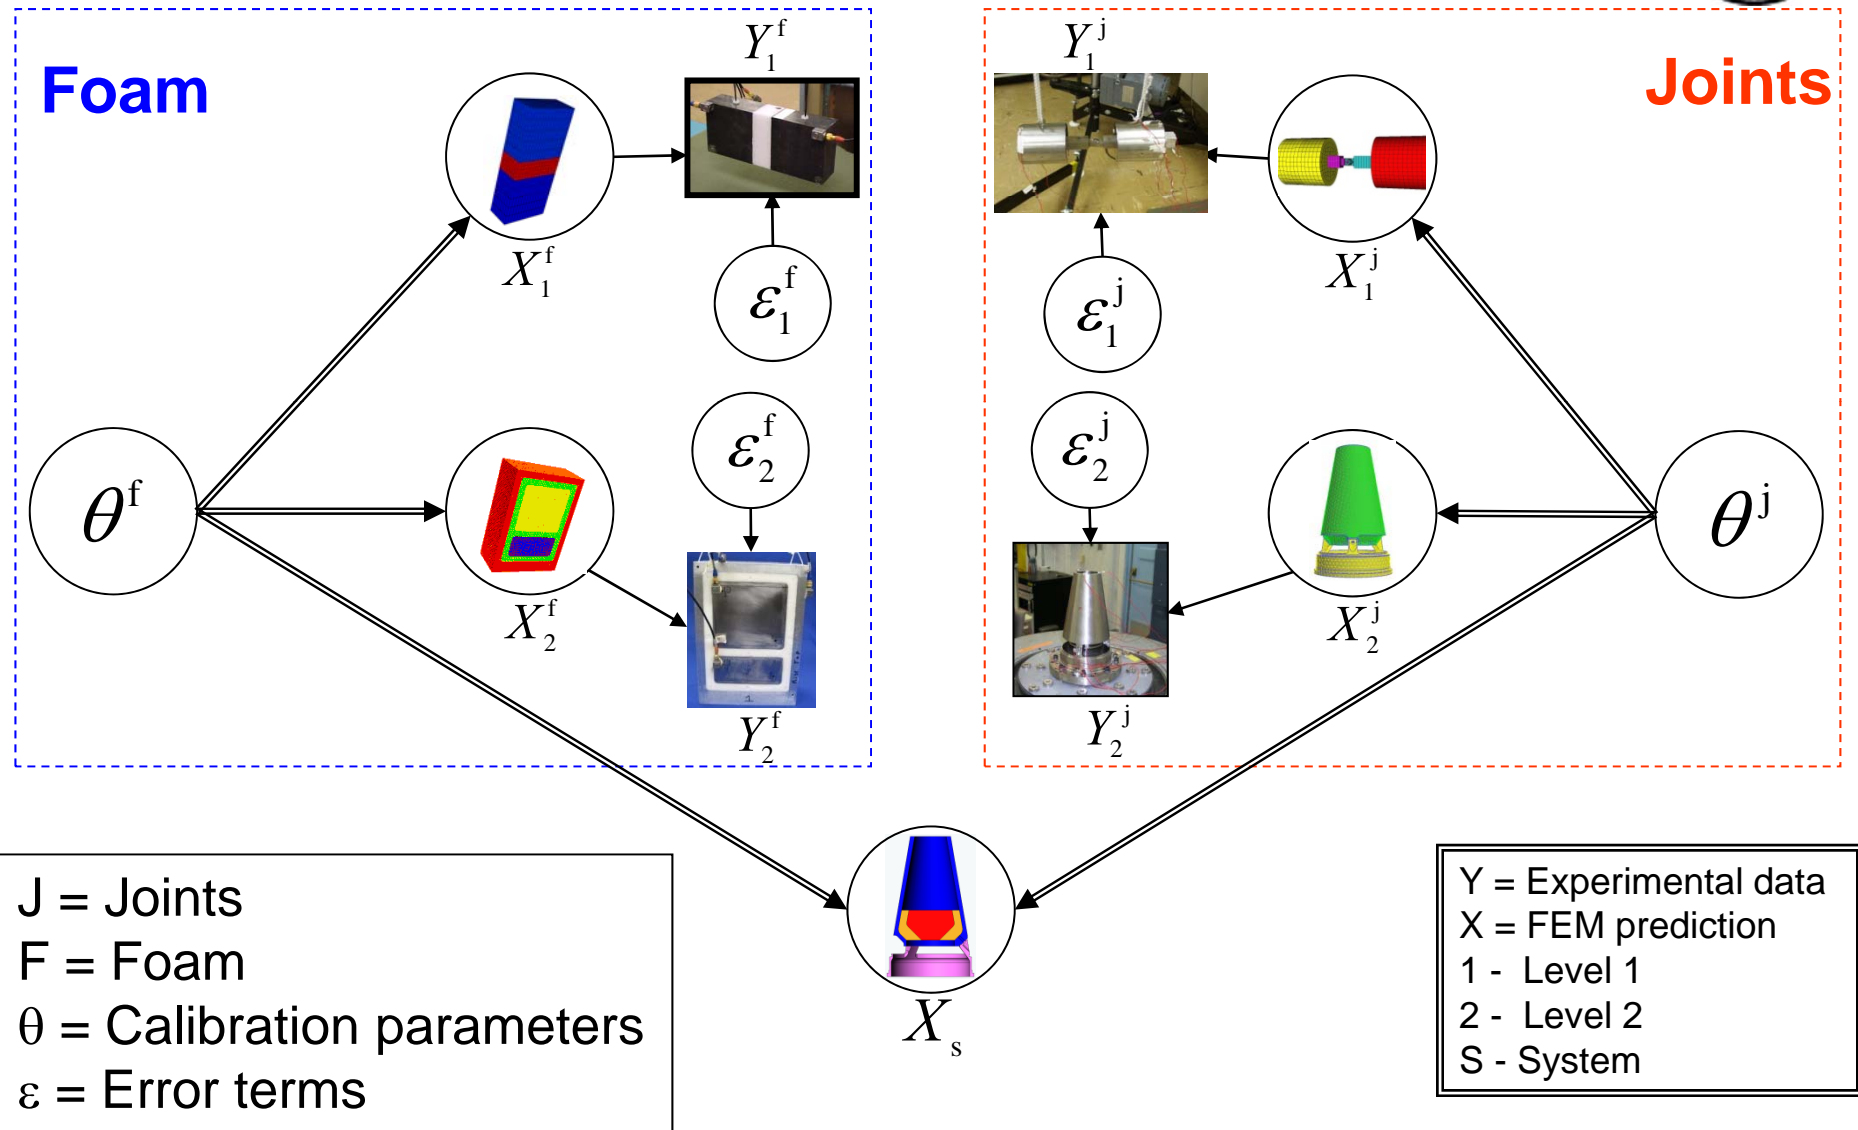 Foam
Joints
Y₁ᶠ
Y₁ʲ
X₁ᶠ
X₁ʲ
ε₁ᶠ
ε₁ʲ
ε₂ᶠ
ε₂ʲ
θᶠ
θʲ
X₂ᶠ
X₂ʲ
Y₂ᶠ
Y₂ʲ
Xₛ
J = Joints
F = Foam
θ = Calibration parameters
ε = Error terms
Y = Experimental data
X = FEM prediction
1 - Level 1
2 - Level 2
S - System